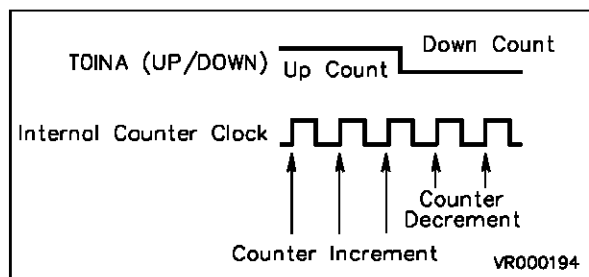 Down Count
TOINA (UP/DOWN)
Up Count
Internal Counter Clock
Counter
Decrement
Counter Increment
VR000194